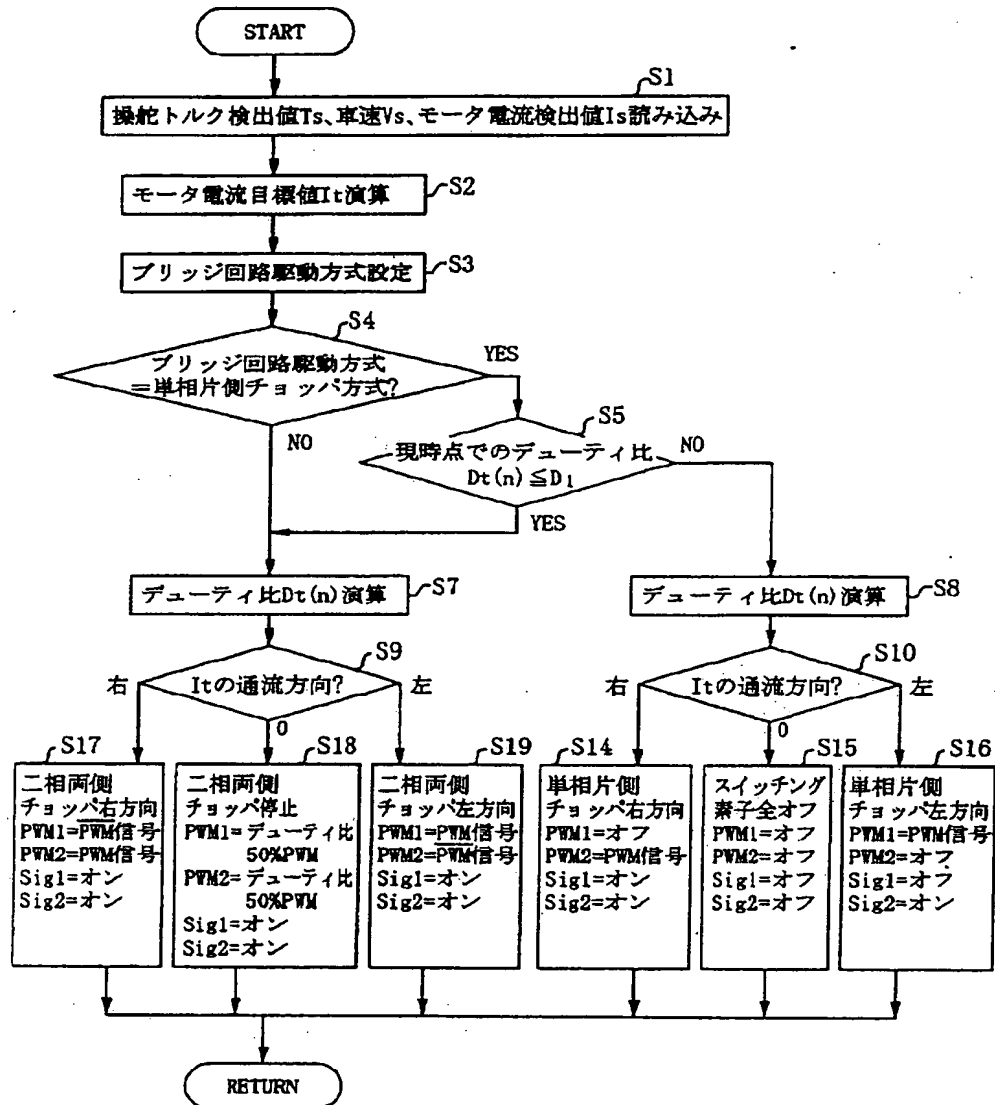 START
S1
操舵トルク検出値Ts、車速Vs、モータ電流検出値Is読み込み
モータ電流目標値It演算
S2
ブリッジ回路駆動方式設定
S3
S4
ブリッジ回路駆動方式
=単相片側チョッパ方式?
YES
NO
S5
現時点でのデューティ比
Dt(n)≦D1
NO
YES
デューティ比Dt(n)演算
S7
デューティ比Dt(n)演算
S8
S9
右
Itの通流方向?
左
0
S10
右
Itの通流方向?
左
0
S17
二相両側
チョッパ右方向
PWM1=P̅W̅M̅信号
PWM2=PWM信号
Sig1=オン
Sig2=オン
S18
二相両側
チョッパ停止
PWM1=デューティ比
50%PWM
PWM2=デューティ比
50%PWM
Sig1=オン
Sig2=オン
S19
二相両側
チョッパ左方向
PWM1=PWM信号
PWM2=P̅W̅M̅信号
Sig1=オン
Sig2=オン
S14
単相片側
チョッパ右方向
PWM1=オフ
PWM2=PWM信号
Sig1=オン
Sig2=オン
S15
スイッチング
素子全オフ
PWM1=オフ
PWM2=オフ
Sig1=オフ
Sig2=オフ
S16
単相片側
チョッパ左方向
PWM1=PWM信号
PWM2=オフ
Sig1=オフ
Sig2=オン
RETURN